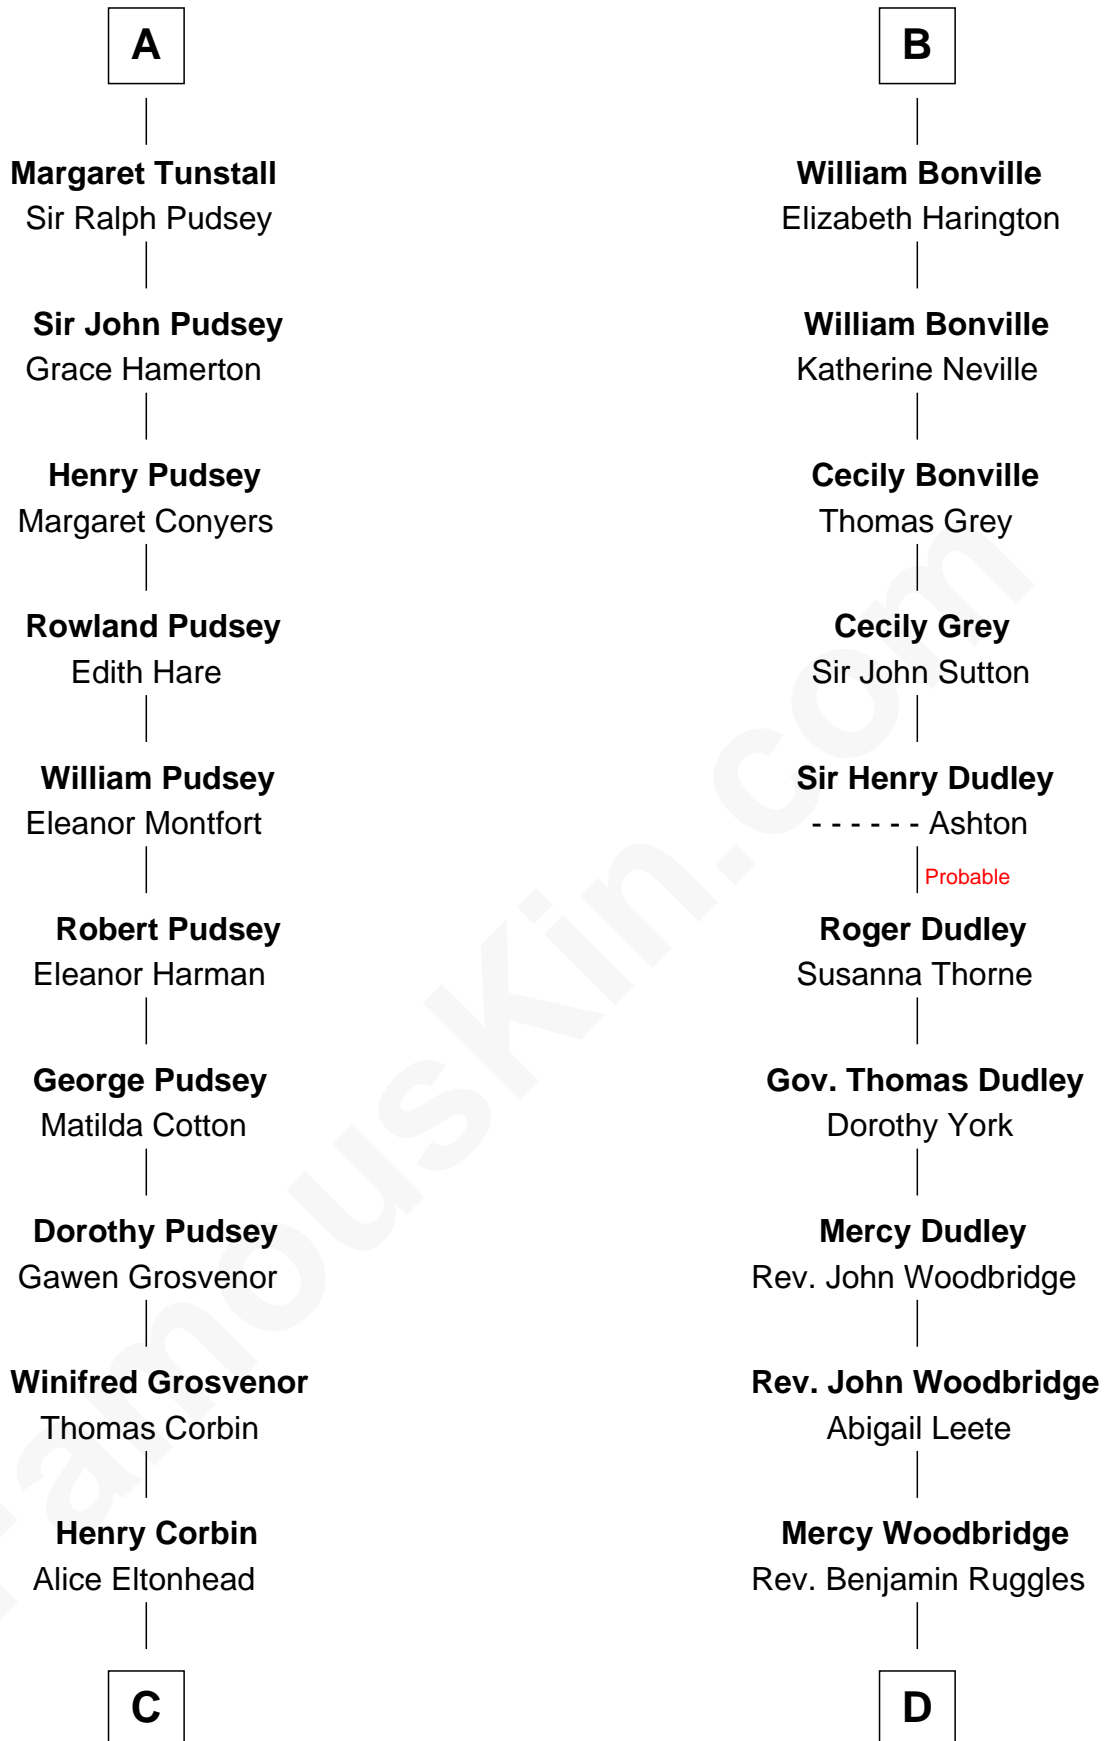 A
Margaret Tunstall
Sir Ralph Pudsey
Sir John Pudsey
Grace Hamerton
Henry Pudsey
Margaret Conyers
Rowland Pudsey
Edith Hare
William Pudsey
Eleanor Montfort
Robert Pudsey
Eleanor Harman
George Pudsey
Matilda Cotton
Dorothy Pudsey
Gawen Grosvenor
Winifred Grosvenor
Thomas Corbin
Henry Corbin
Alice Eltonhead
C
B
William Bonville
Elizabeth Harington
William Bonville
Katherine Neville
Cecily Bonville
Thomas Grey
Cecily Grey
Sir John Sutton
Sir Henry Dudley
- - - - - - Ashton
Probable
Roger Dudley
Susanna Thorne
Gov. Thomas Dudley
Dorothy York
Mercy Dudley
Rev. John Woodbridge
Rev. John Woodbridge
Abigail Leete
Mercy Woodbridge
Rev. Benjamin Ruggles
D
FamousKin.com